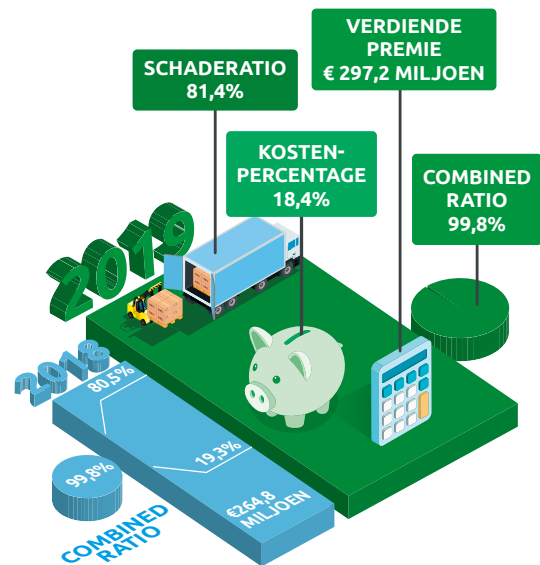 VERDIENDE
PREMIE
€ 297,2 MILJOEN
SCHADERATIO
81,4%
KOSTEN-
PERCENTAGE
18,4%
COMBINED
RATIO
99,8%
2019
2018
80,5%
19,3%
€264,8
MILJOEN
99,8%
COMBINED
RATIO